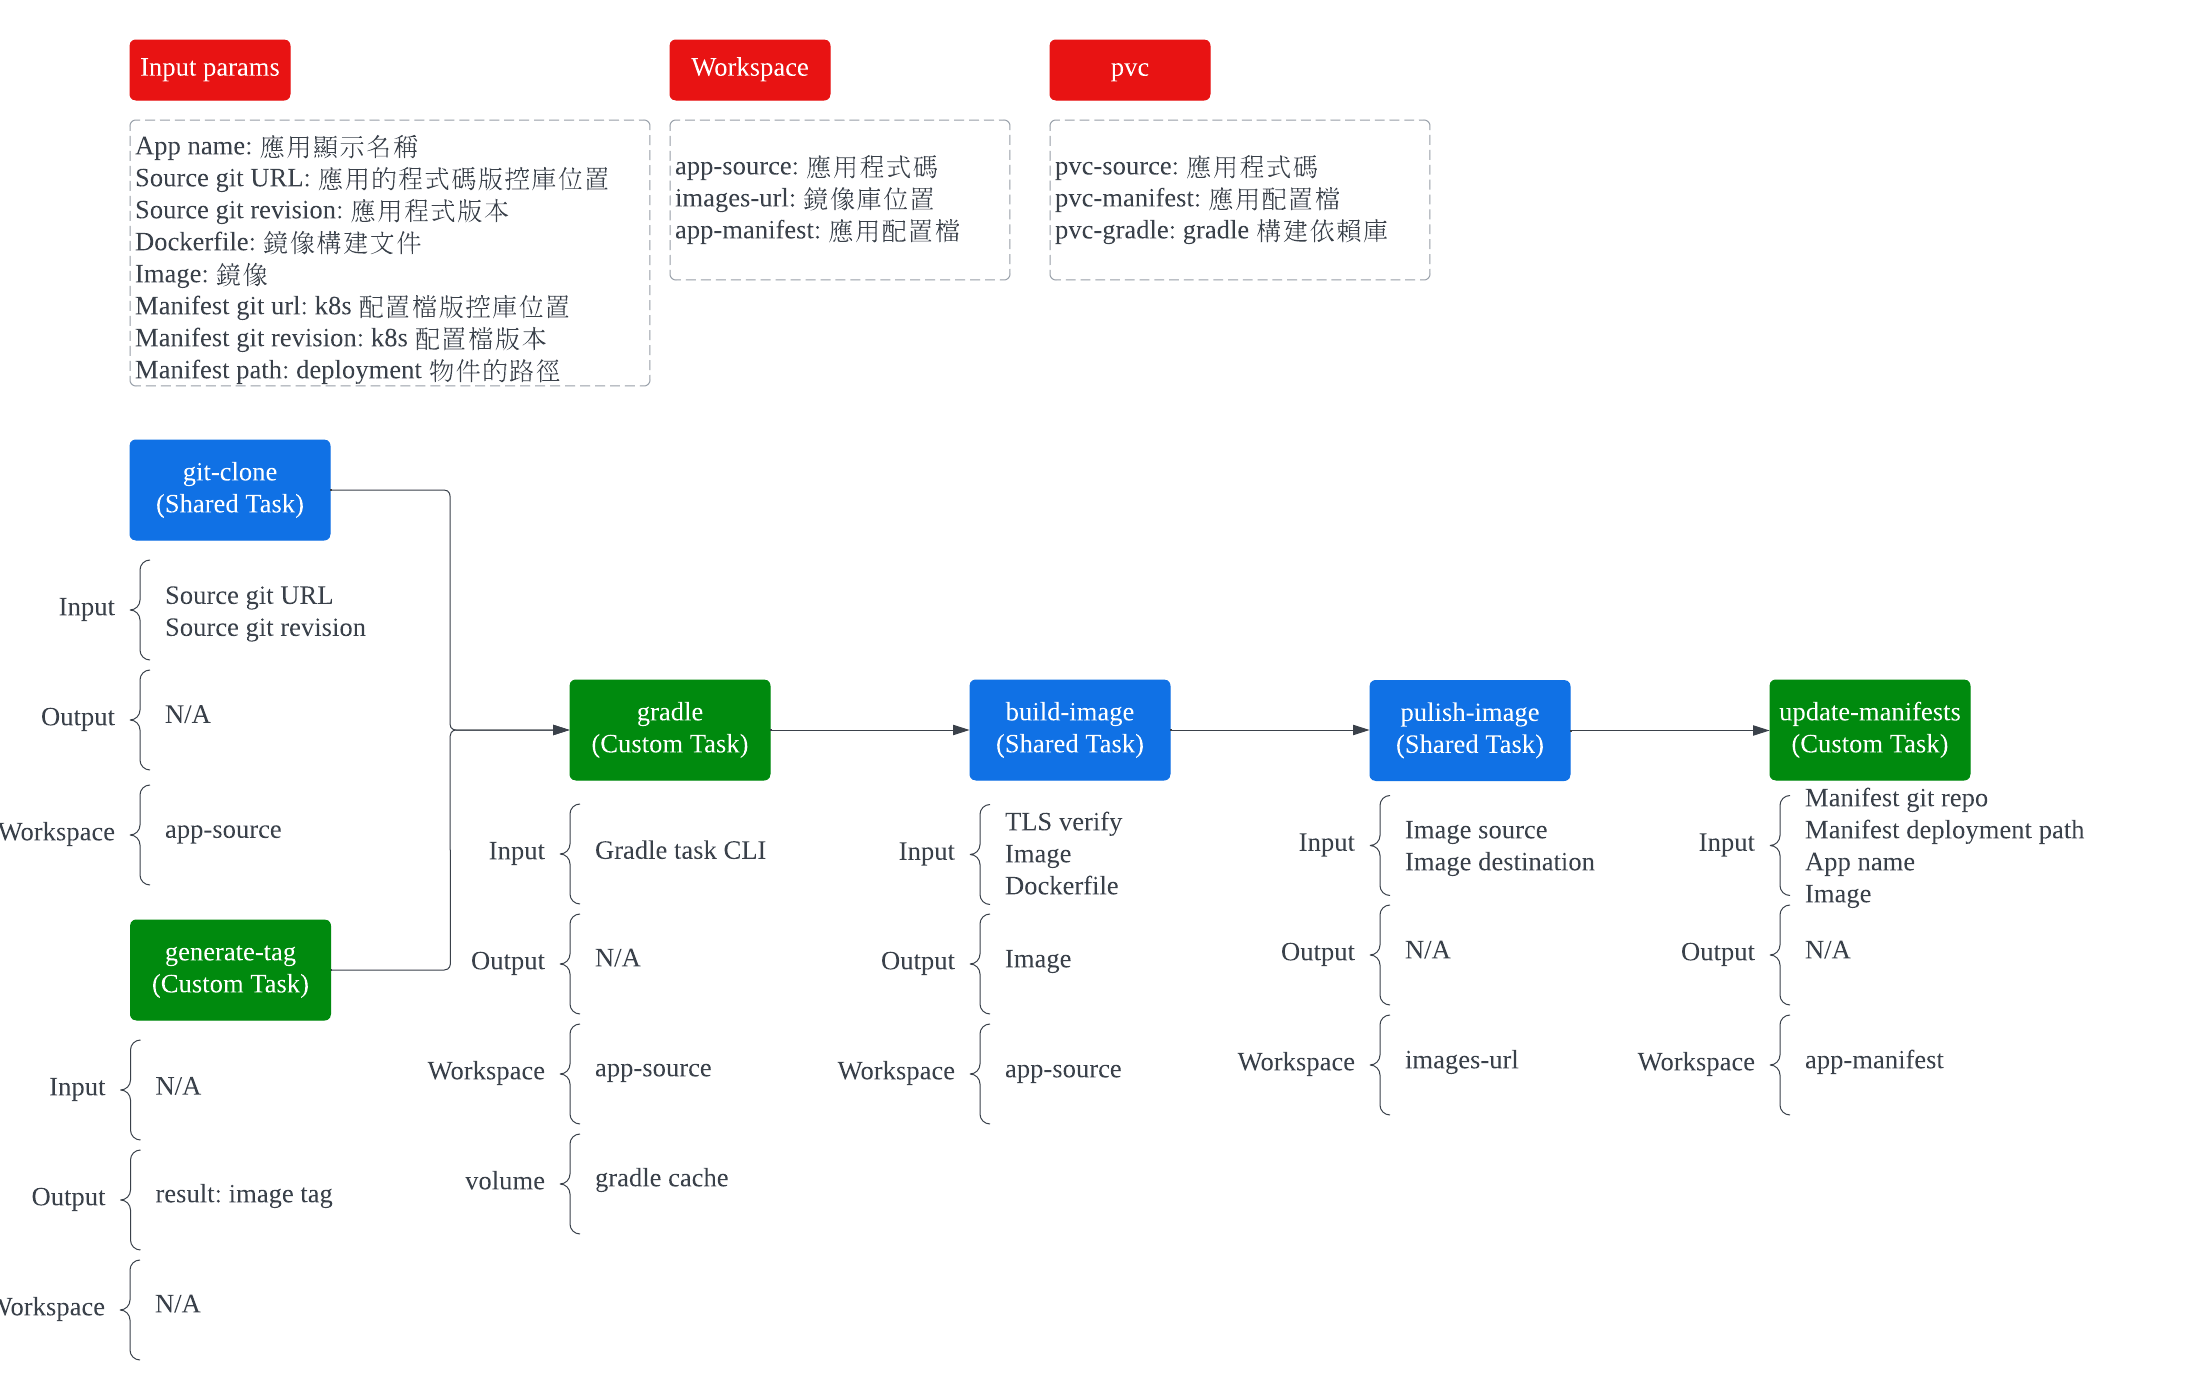 Input params
App name: 應用顯示名稱
Source git URL: 應用的程式碼版控庫位置
Source git revision: 應用程式版本
Dockerfile: 鏡像構建文件
Image: 鏡像
Manifest git url: k8s 配置檔版控庫位置
Manifest git revision: k8s 配置檔版本
Manifest path: deployment 物件的路徑
Workspace
app-source: 應用程式碼
images-url: 鏡像庫位置
app-manifest: 應用配置檔
pvc
pvc-source: 應用程式碼
pvc-manifest: 應用配置檔
pvc-gradle: gradle 構建依賴庫
git-clone
(Shared Task)
Input
Source git URL
Source git revision
Output
N/A
Workspace
app-source
generate-tag
(Custom Task)
Input
N/A
Output
result: image tag
Workspace
N/A
gradle
(Custom Task)
Input
Gradle task CLI
Output
N/A
Workspace
app-source
volume
gradle cache
build-image
(Shared Task)
Input
TLS verify
Image
Dockerfile
Output
Image
Workspace
app-source
pulish-image
(Shared Task)
Input
Image source
Image destination
Output
N/A
Workspace
images-url
update-manifests
(Custom Task)
Input
Manifest git repo
Manifest deployment path
App name
Image
Output
N/A
Workspace
app-manifest